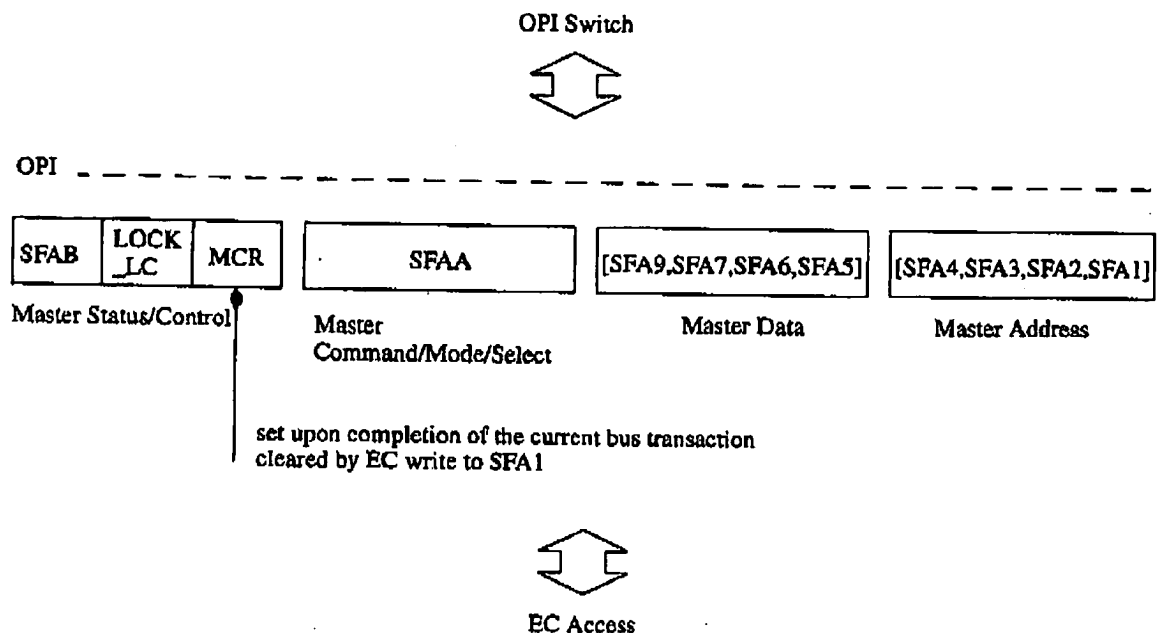 OPI Switch
OPI
SFAB
LOCK
_LC
MCR
SFAA
[SFA9,SFA7,SFA6,SFA5]
[SFA4,SFA3,SFA2,SFA1]
Master Status/Control
Master
Command/Mode/Select
Master Data
Master Address
set upon completion of the current bus transaction
cleared by EC write to SFA1
EC Access